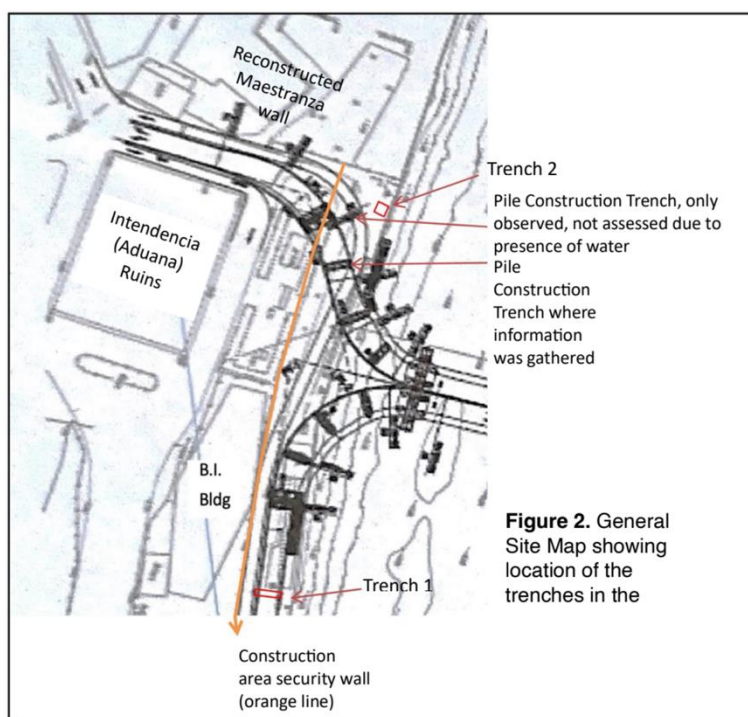 Reconstructed
Maestranza
wall
Trench 2
Pile Construction Trench, only
observed, not assessed due to
presence of water
Pile
Construction
Trench where
information
was gathered
Intendencia
(Aduana)
Ruins
B.I.
Bldg
Figure 2. General
Site Map showing
location of the
trenches in the
Trench 1
Construction
area security wall
(orange line)